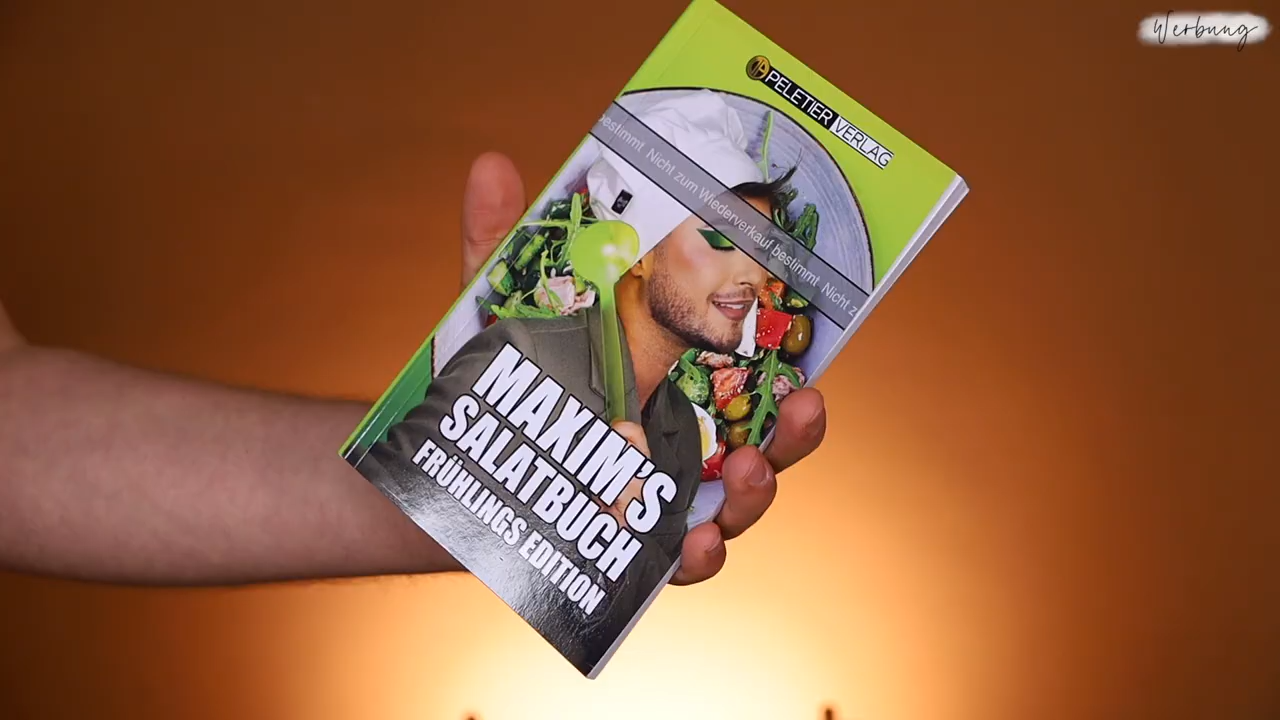 Werbung
PELETIER VERLAG
bestimmt Nicht zum Wiederverkauf bestimmt Nicht
MAXIM'S
SALATBUCH
FRÜHLINGS EDITION